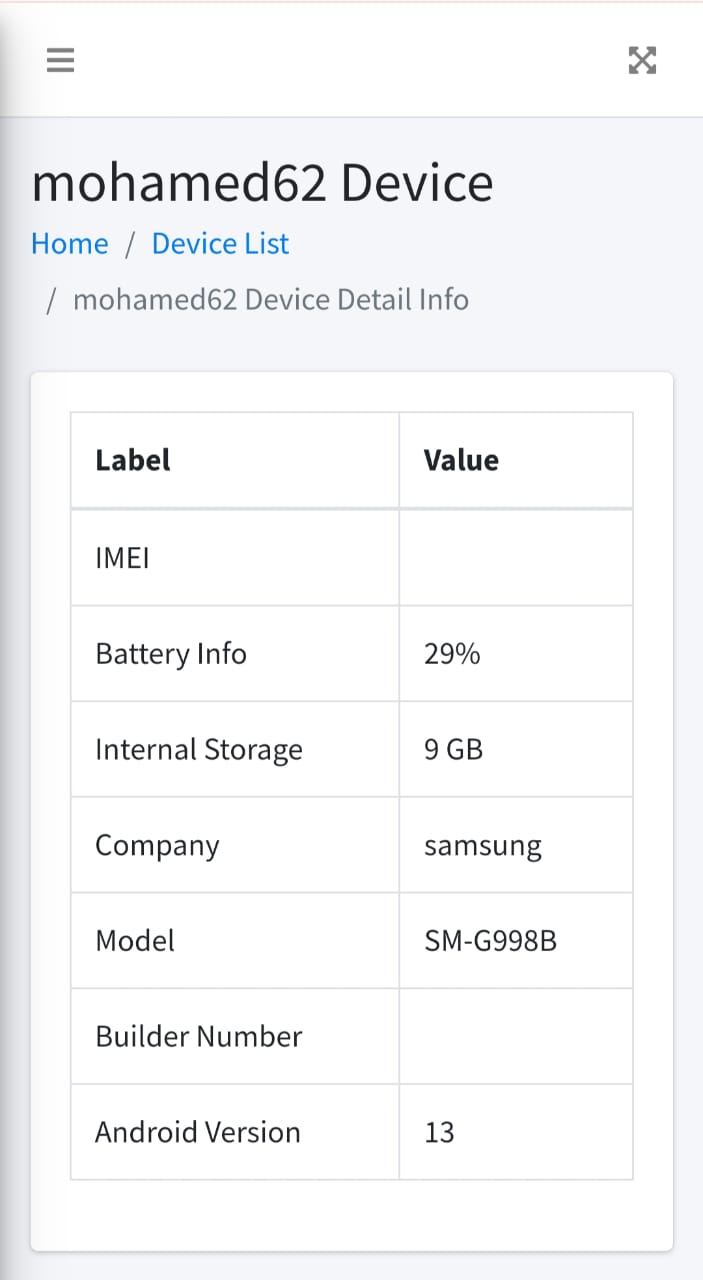 mohamed62 Device
Home / Device List
/ mohamed62 Device Detail Info
Label Value
IMEI
Battery Info 29%
Internal Storage 9 GB
Company samsung
Model SM-G998B
Builder Number
Android Version 13